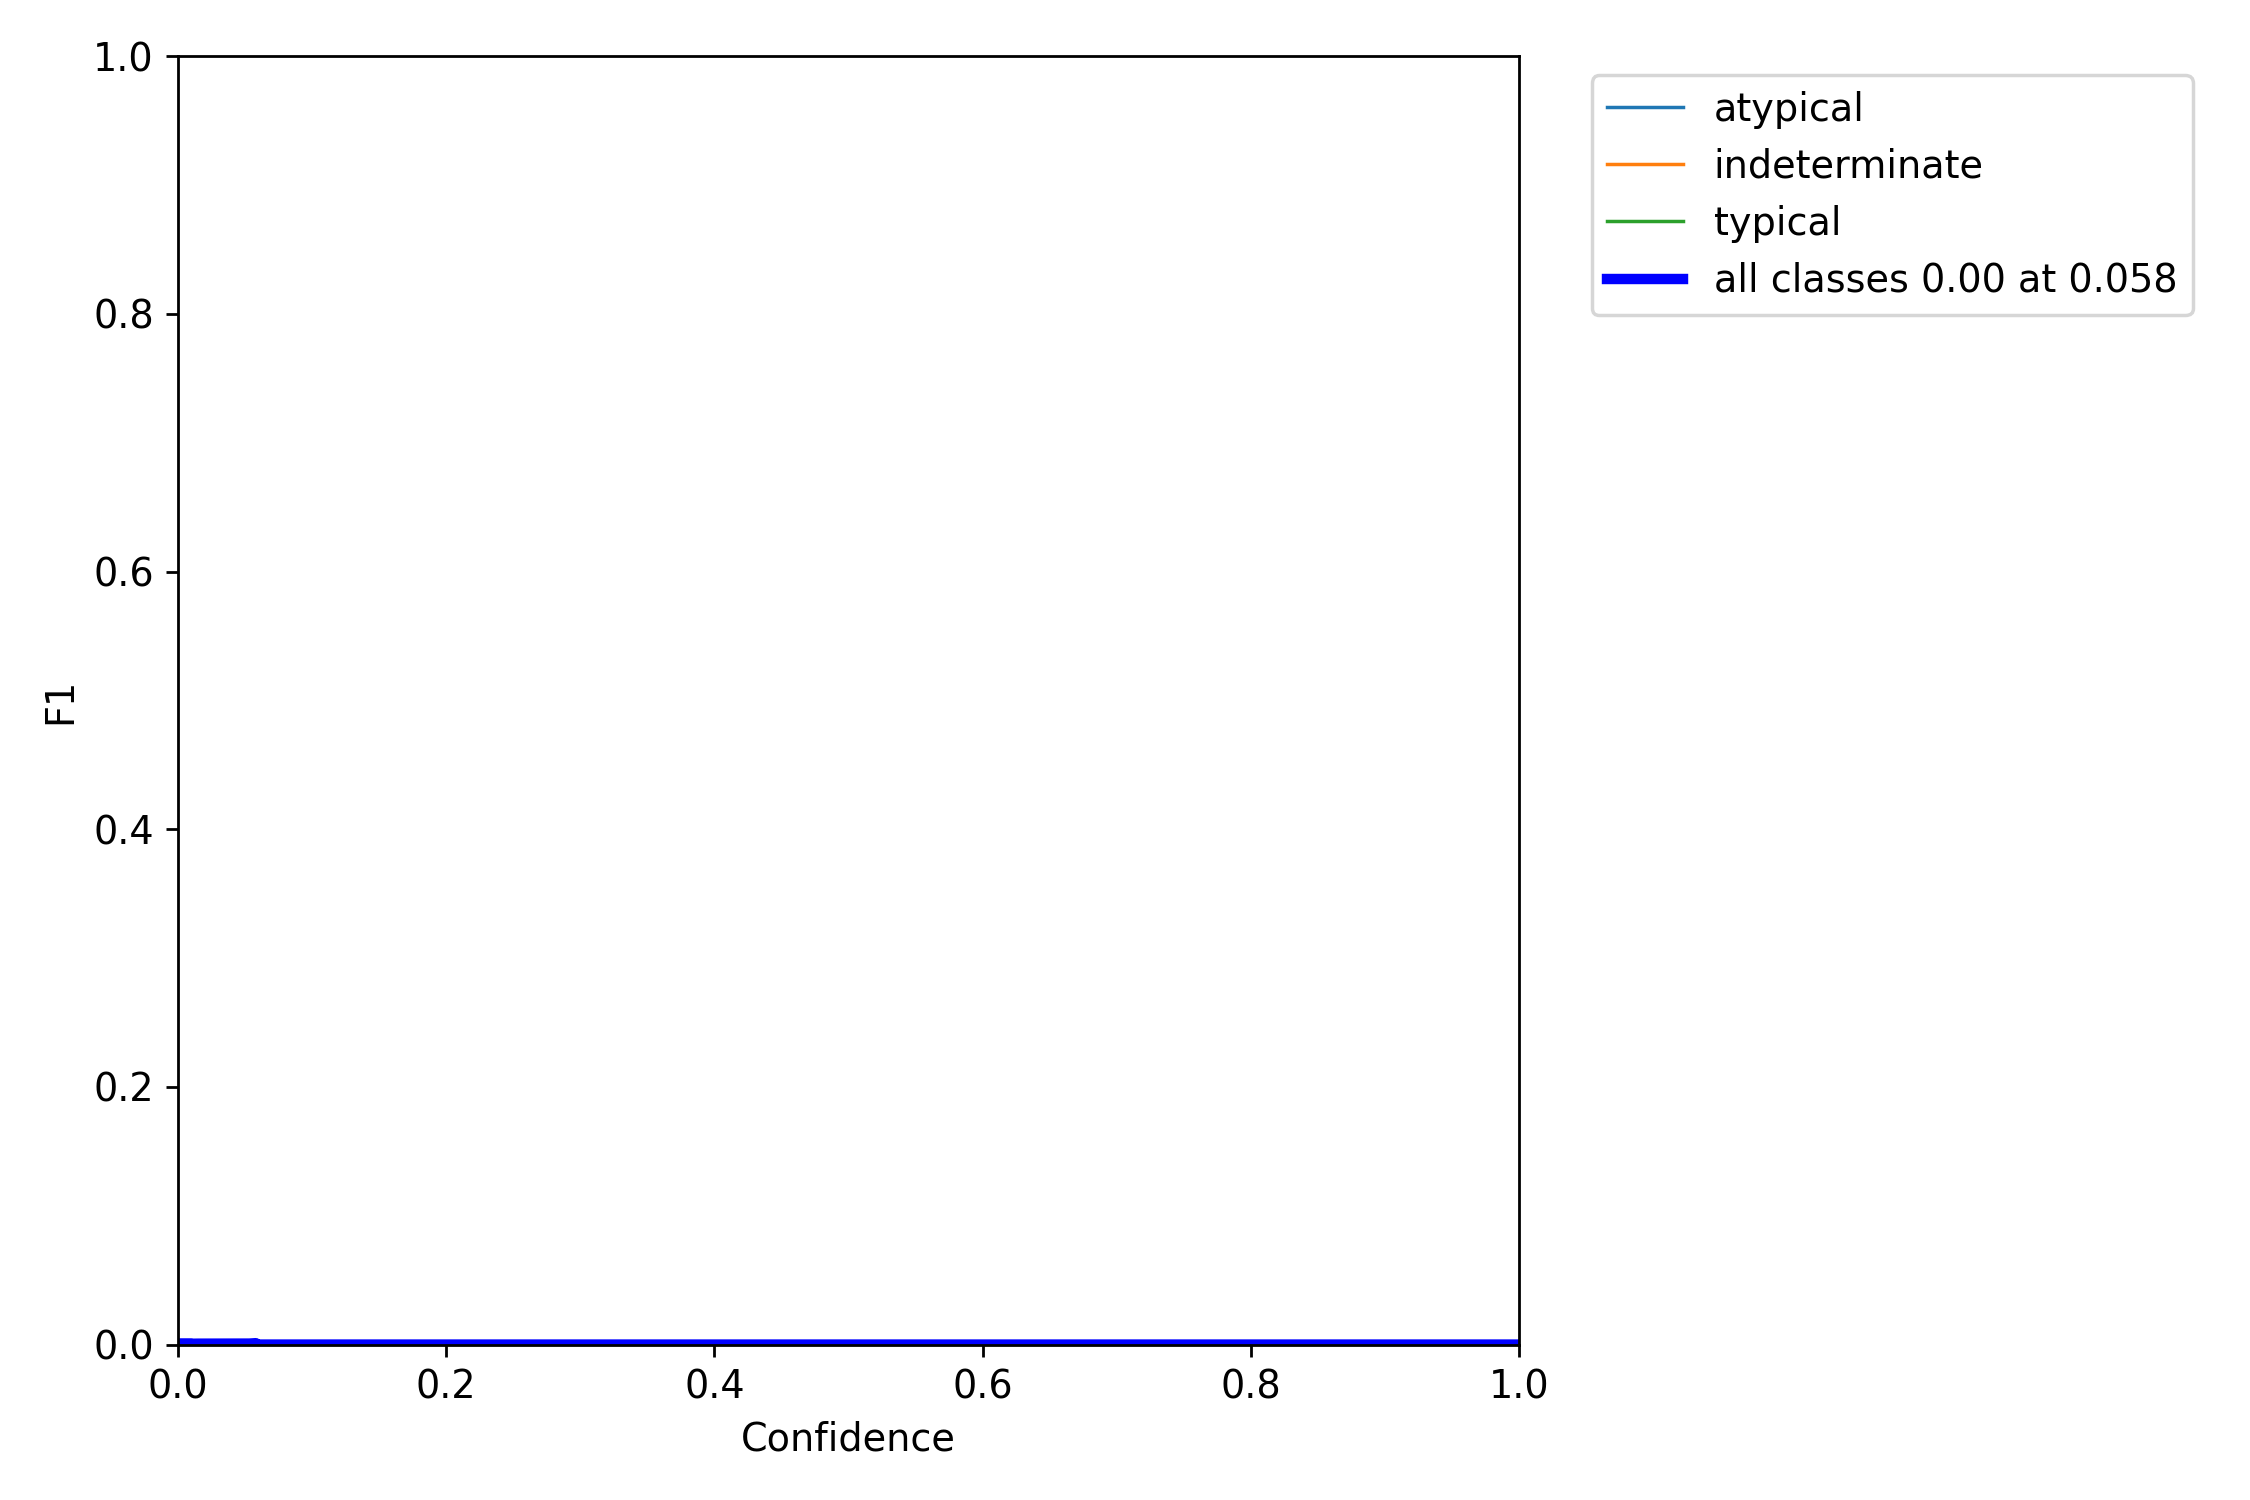 1.0
0.8
0.6
0.4
0.2
0.0
F1
0.0 0.2 0.4 0.6 0.8 1.0
Confidence
atypical
indeterminate
typical
all classes 0.00 at 0.058